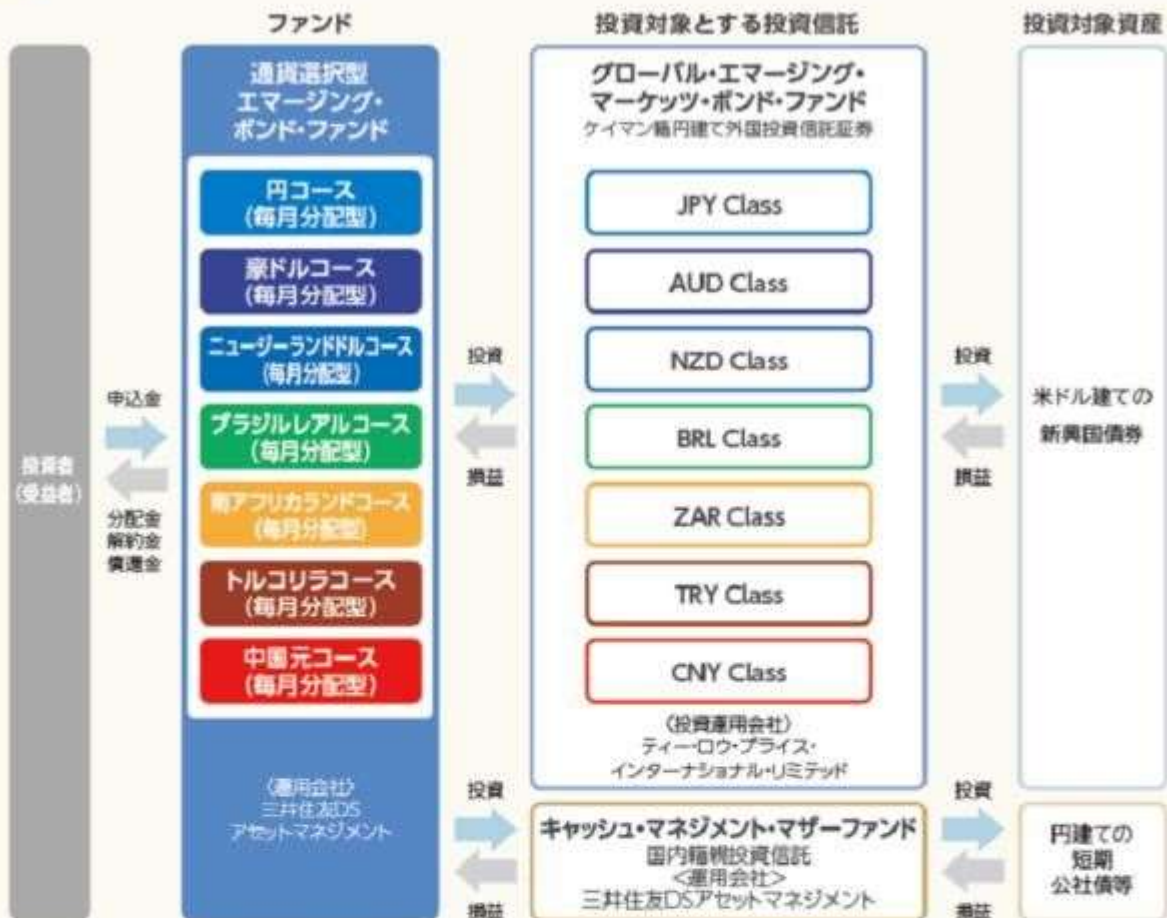 ファンド
投資対象とする投資信託
投資対象資産
投資者
(受益者)
申込金
分配金
解約金
償還金
通貨選択型
エマージング・
ボンド・ファンド
円コース
(毎月分配型)
豪ドルコース
(毎月分配型)
ニュージーランドドルコース
(毎月分配型)
ブラジルレアルコース
(毎月分配型)
南アフリカランドコース
(毎月分配型)
トルコリラコース
(毎月分配型)
中国元コース
(毎月分配型)
〈運用会社〉
三井住友DS
アセットマネジメント
投資
損益
投資
損益
グローバル・エマージング・
マーケッツ・ボンド・ファンド
ケイマン籍円建て外国投資信託証券
JPY Class
AUD Class
NZD Class
BRL Class
ZAR Class
TRY Class
CNY Class
〈投資運用会社〉
ティー・ロウ・プライス・
インターナショナル・リミテッド
キャッシュ・マネジメント・マザーファンド
国内籍親投資信託
<運用会社>
三井住友DSアセットマネジメント
投資
損益
投資
損益
米ドル建ての
新興国債券
円建ての
短期
公社債等